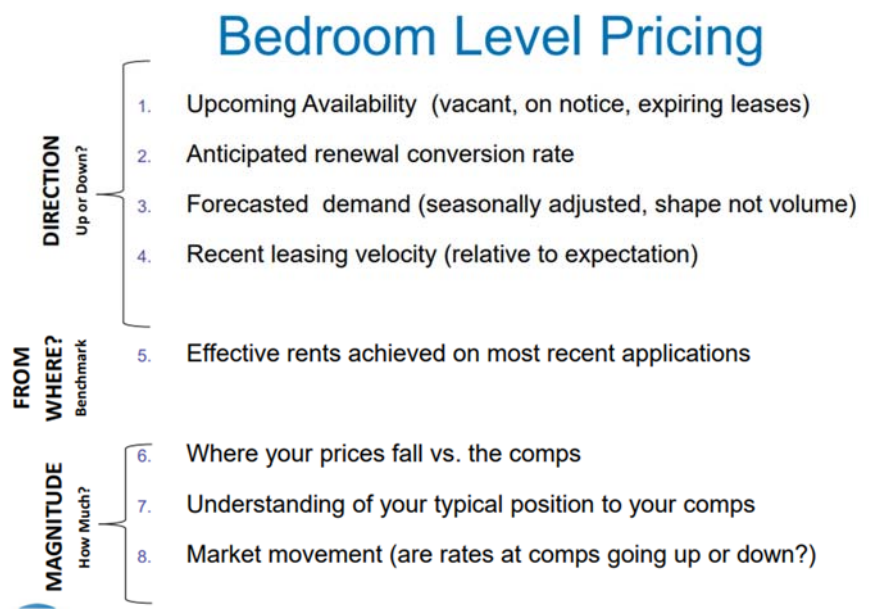 Bedroom Level Pricing
DIRECTION
Up or Down?
1. Upcoming Availability (vacant, on notice, expiring leases)
2. Anticipated renewal conversion rate
3. Forecasted demand (seasonally adjusted, shape not volume)
4. Recent leasing velocity (relative to expectation)
FROM
WHERE?
Benchmark
5. Effective rents achieved on most recent applications
MAGNITUDE
How Much?
6. Where your prices fall vs. the comps
7. Understanding of your typical position to your comps
8. Market movement (are rates at comps going up or down?)